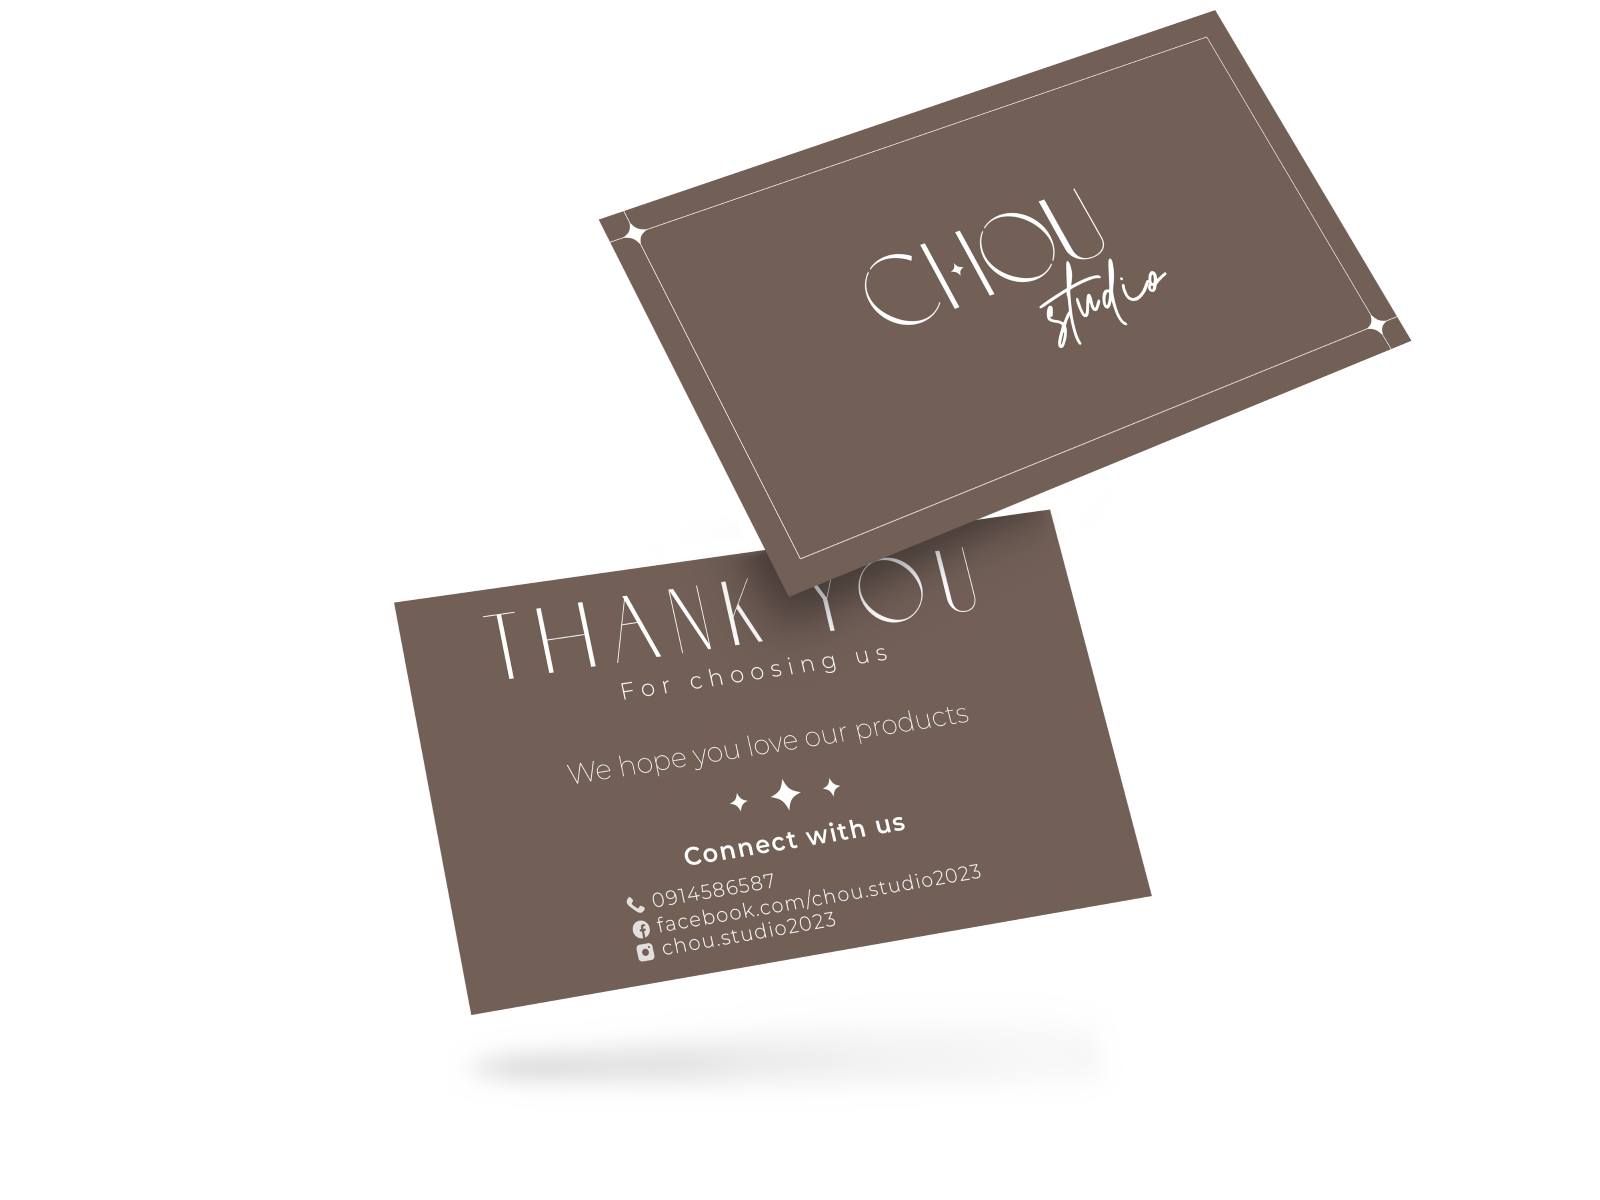 CHOU
studio
THANK YOU
For choosing us
We hope you love our products
Connect with us
0914586587
facebook.com/chou.studio2023
chou.studio2023